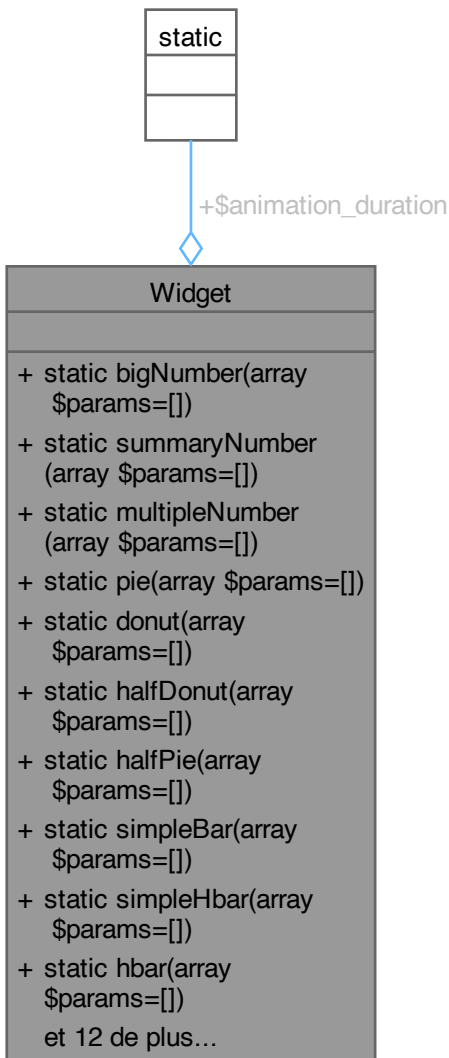 static
+$animation_duration
Widget
+ static bigNumber(array
$params=[])
+ static summaryNumber
(array $params=[])
+ static multipleNumber
(array $params=[])
+ static pie(array $params=[])
+ static donut(array
$params=[])
+ static halfDonut(array
$params=[])
+ static halfPie(array
$params=[])
+ static simpleBar(array
$params=[])
+ static simpleHbar(array
$params=[])
+ static hbar(array
$params=[])
et 12 de plus...